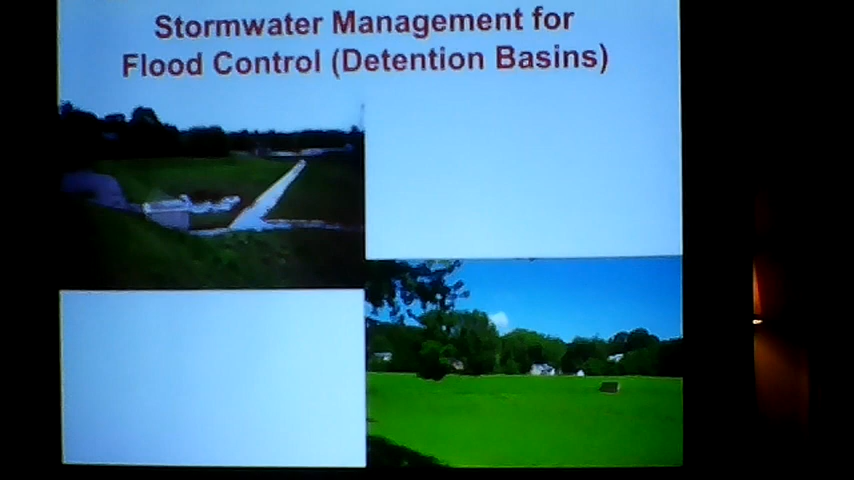 Stormwater Management for
Flood Control (Detention Basins)